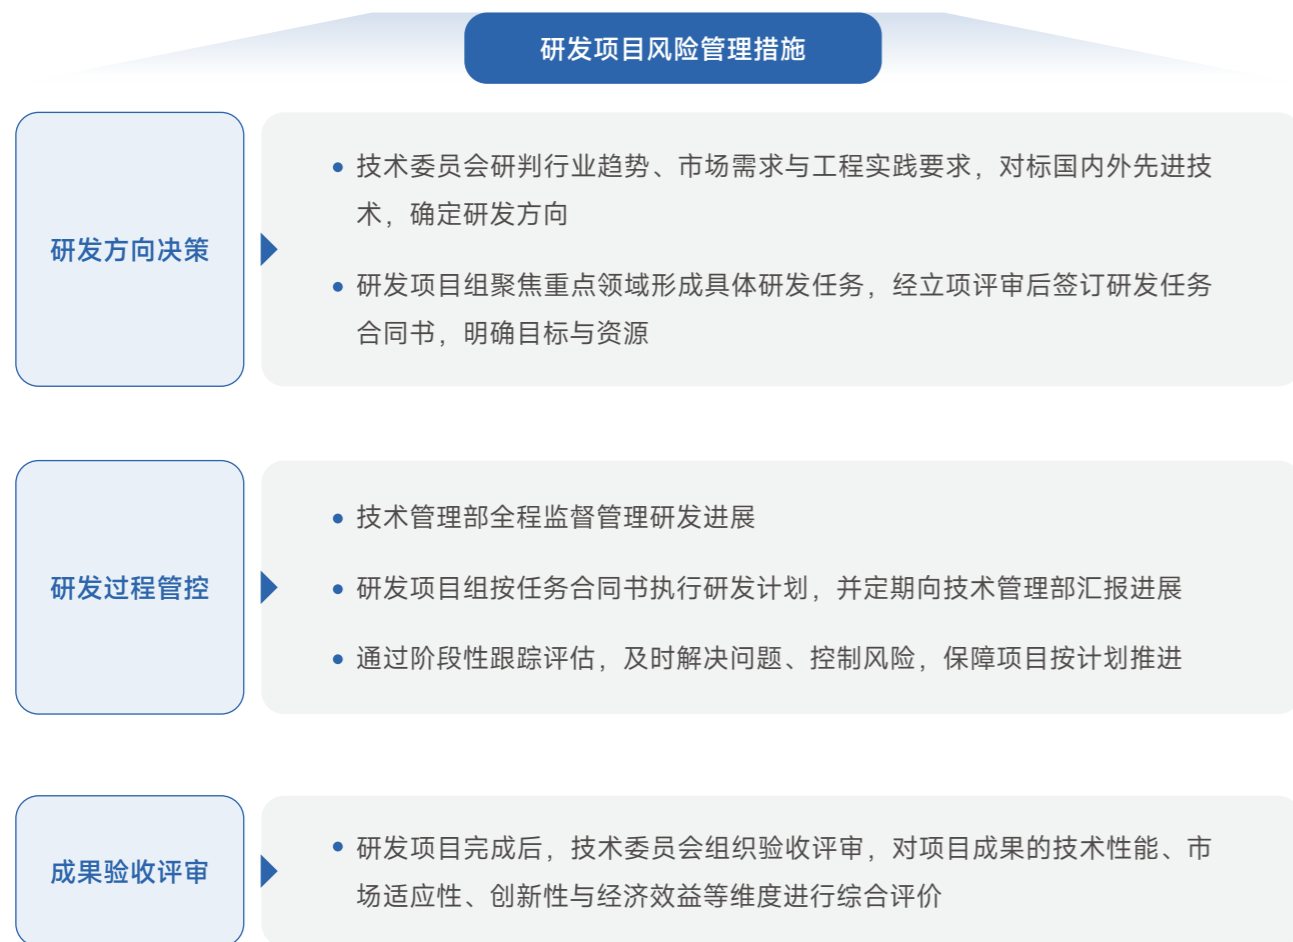 研发项目风险管理措施
研发方向决策
技术委员会研判行业趋势、市场需求与工程实践要求，对标国内外先进技
术，确定研发方向
研发项目组聚焦重点领域形成具体研发任务，经立项评审后签订研发任务
合同书，明确目标与资源
研发过程管控
技术管理部全程监督管理研发进展
研发项目组按任务合同书执行研发计划，并定期向技术管理部汇报进展
通过阶段性跟踪评估，及时解决问题、控制风险，保障项目按计划推进
成果验收评审
研发项目完成后，技术委员会组织验收评审，对项目成果的技术性能、市
场适应性、创新性与经济效益等维度进行综合评价